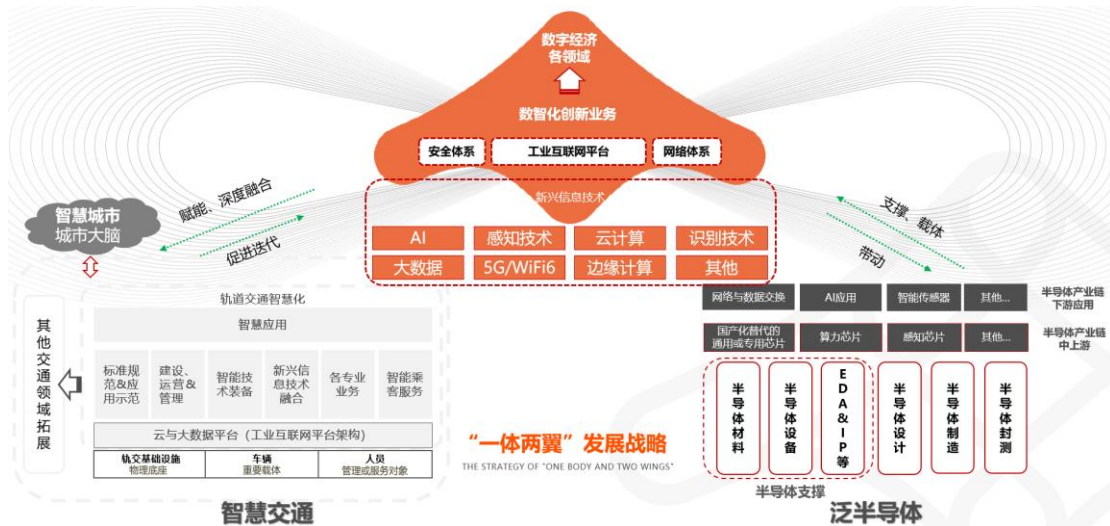 数字经济
各领域
数智化创新业务
安全体系
工业互联网平台
网络体系
新兴信息技术
AI
感知技术
云计算
识别技术
大数据
5G/WiFi6
边缘计算
其他
赋能、深度融合
促进迭代
支撑、载体
带动
智慧城市
城市大脑
其他交通领域拓展
轨道交通智慧化
智慧应用
标准规
范&应
用示范
建设、
运营&
管理
智能技
术装备
新兴信
息技术
融合
各专业
业务
智能乘
客服务
云与大数据平台（工业互联网平台架构）
轨交基础设施
物理底座
车辆
重要载体
人员
管理或服务对象
智慧交通
“一体两翼”发展战略
THE STRATEGY OF "ONE BODY AND TWO WINGS"
网络与数据交换
AI应用
智能传感器
其他...
半导体产业链
下游应用
国产化替代的
通用或专用芯片
算力芯片
感知芯片
其他...
半导体产业链
中上游
半导体材料
半导体设备
EDA&IP等
半导体设计
半导体制造
半导体封测
半导体支撑
泛半导体